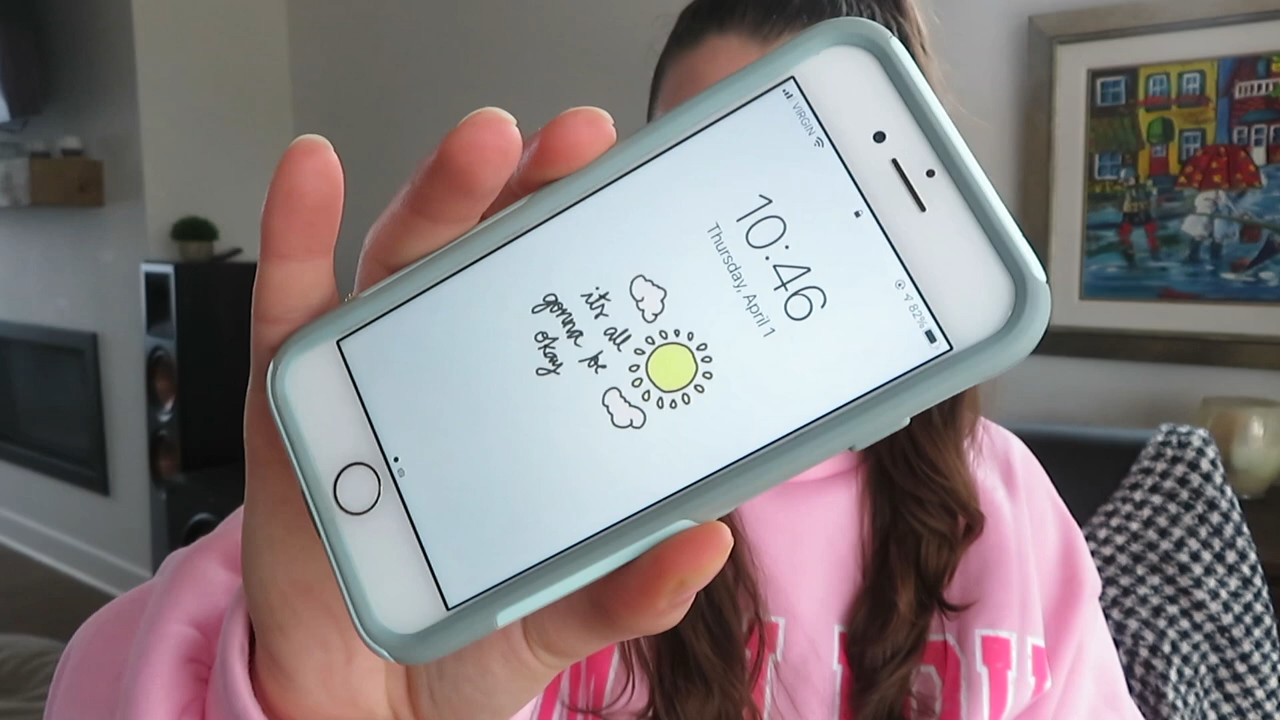 VIRGIN
82%
10:46
Thursday, April 1
it's all
gonna be
okay